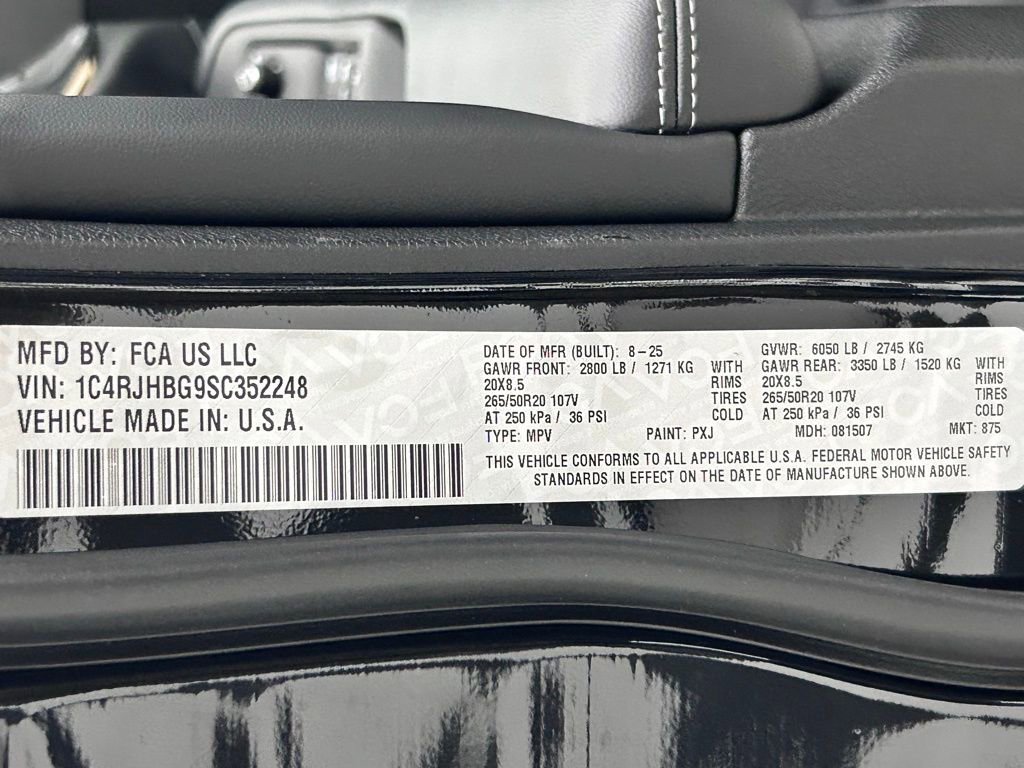 MFD BY: FCA US LLC
VIN: 1C4RJHBG9SC352248
VEHICLE MADE IN: U.S.A.
DATE OF MFR (BUILT): 8-25
GAWR FRONT: 2800 LB / 1271 KG WITH
20X8.5 RIMS
265/50R20 107V TIRES
AT 250 kPa / 36 PSI COLD
TYPE: MPV PAINT: PXJ MDH: 081507 MKT: 875
GVWR: 6050 LB / 2745 KG
GAWR REAR: 3350 LB / 1520 KG WITH
20X8.5 RIMS
265/50R20 107V TIRES
AT 250 kPa / 36 PSI COLD
THIS VEHICLE CONFORMS TO ALL APPLICABLE U.S.A. FEDERAL MOTOR VEHICLE SAFETY
STANDARDS IN EFFECT ON THE DATE OF MANUFACTURE SHOWN ABOVE.